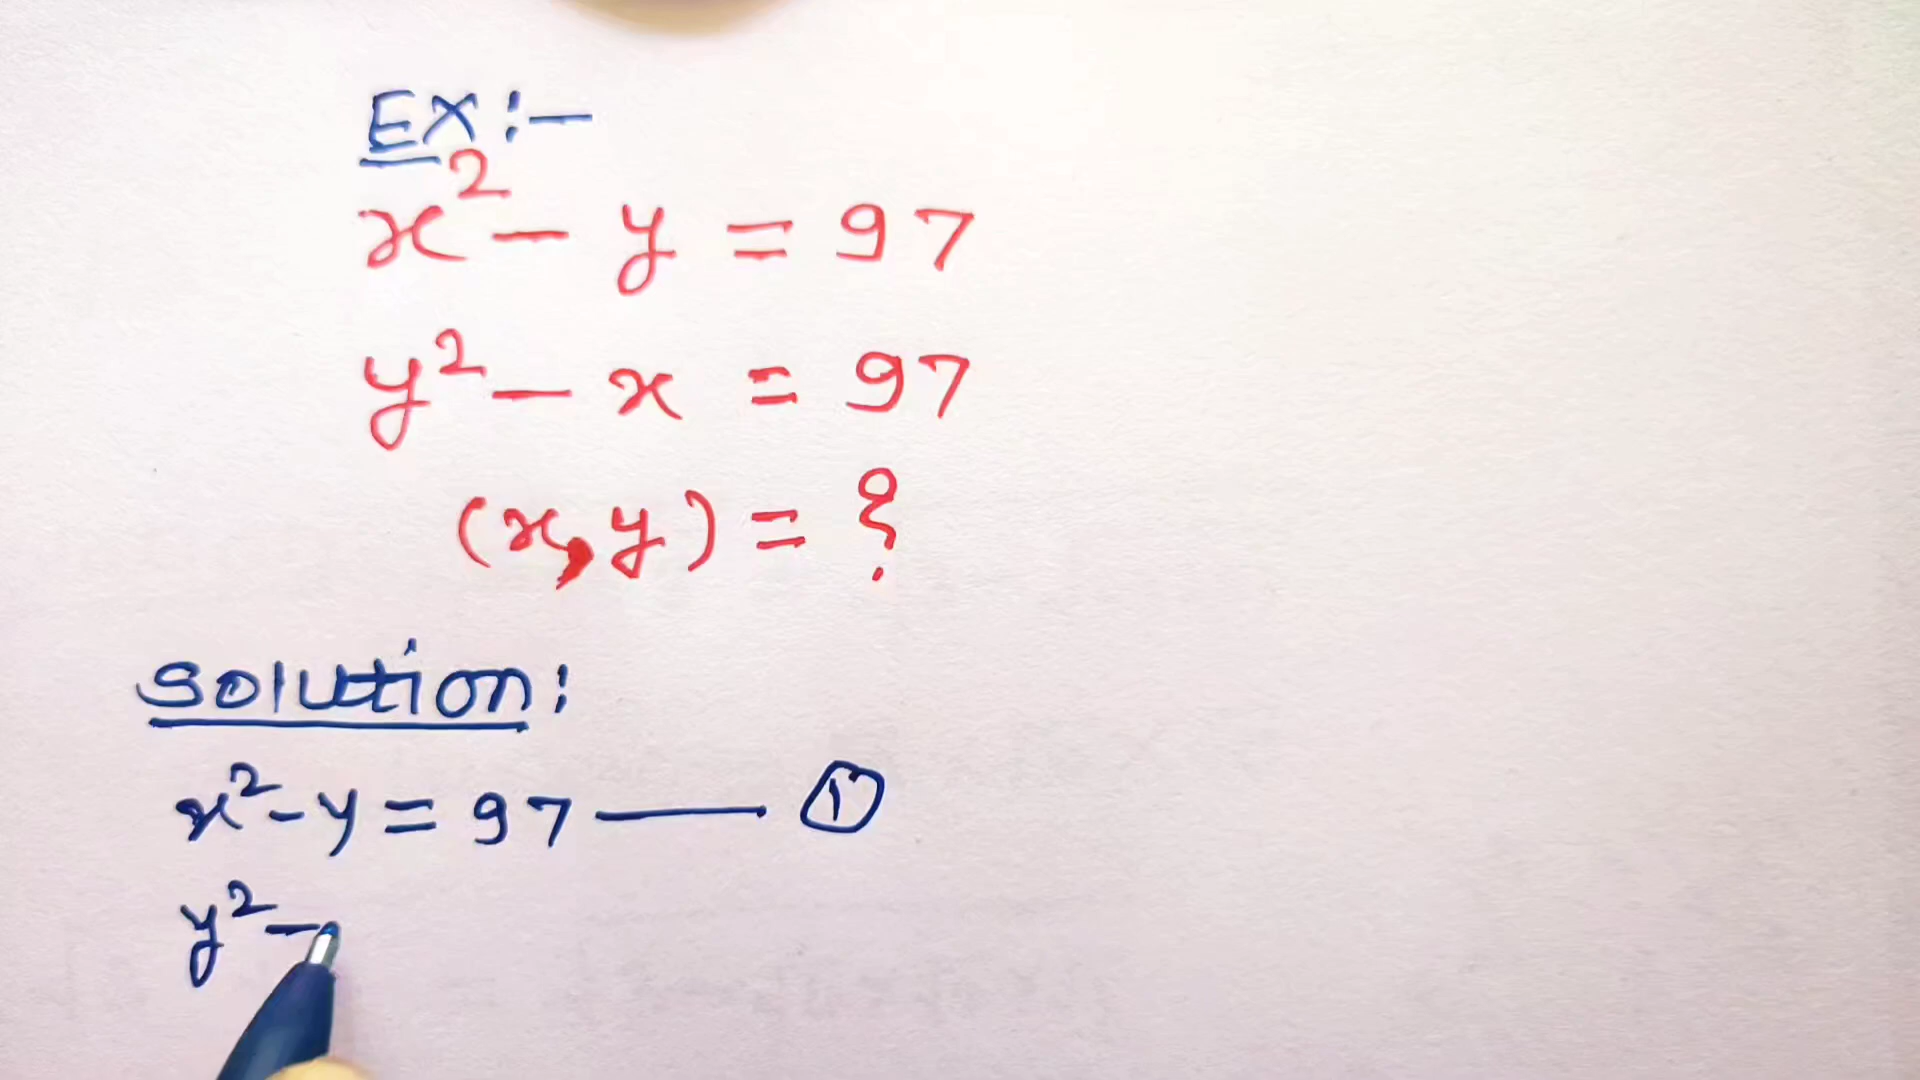 EX:-
x² - y = 97
y² - x = 97
(x, y) = ?
Solution:
x² - y = 97 —— ①
y² -